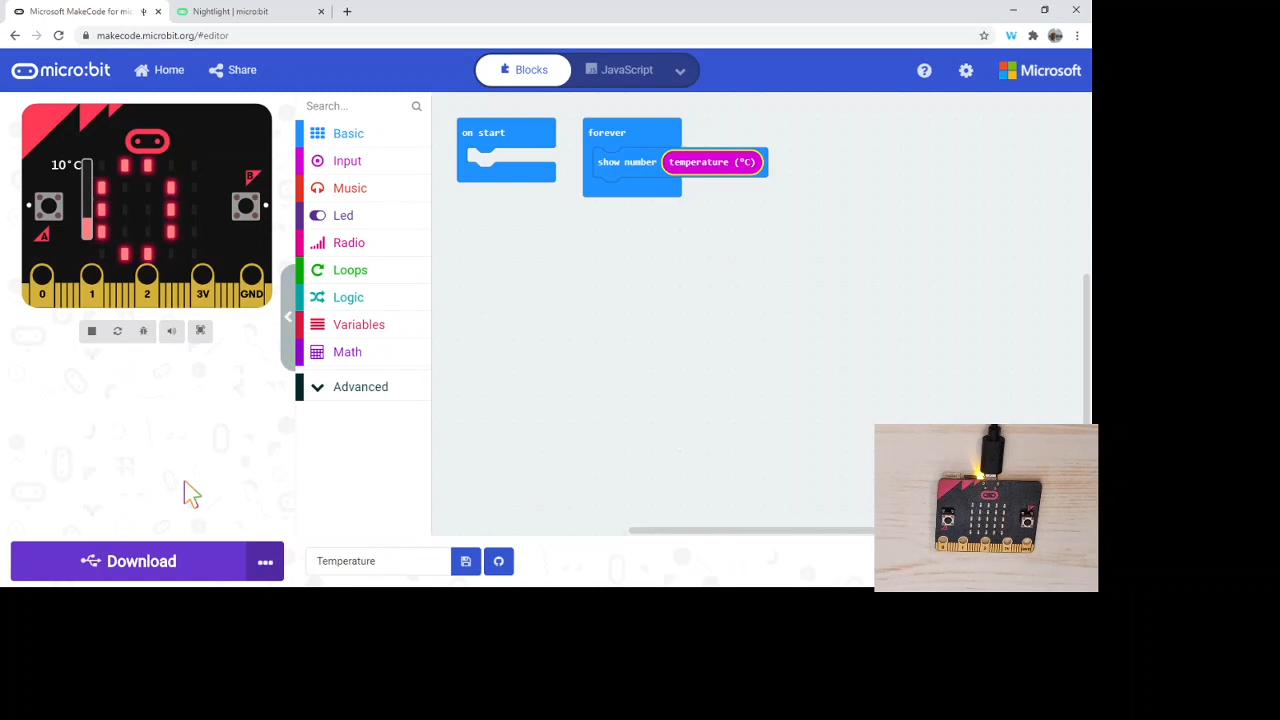 Microsoft MakeCode for mic
Nightlight | micro:bit
makecode.microbit.org/#editor
micro:bit
Home
Share
Blocks
JavaScript
Microsoft
10°C
B
A
0 1 2 3V GND
Search...
Basic
Input
Music
Led
Radio
Loops
Logic
Variables
Math
Advanced
on start
forever
show number temperature (°C)
Download
Temperature